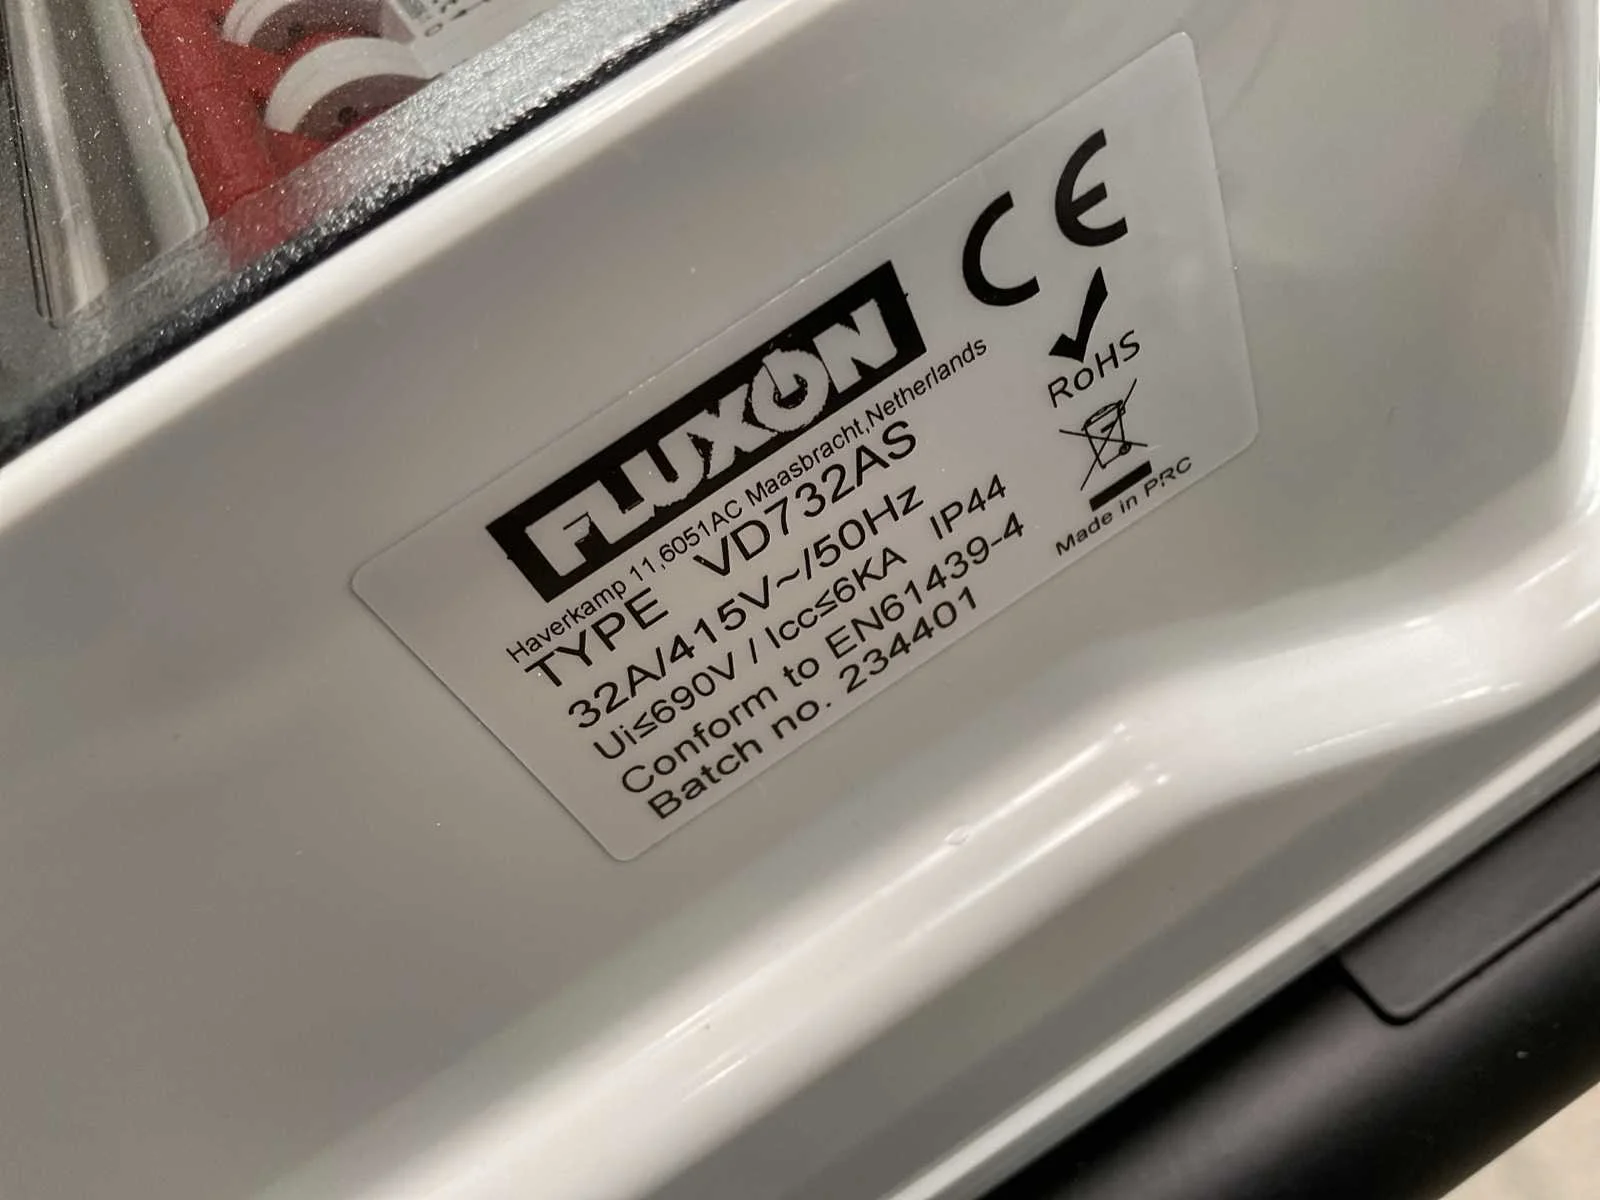 FLUXON
Haverkamp 11,6051AC Maasbracht,Netherlands
TYPE VD732AS
32A/415V~/50Hz
Ui≤690V / Icc≤6KA IP44
Conform to EN61439-4
Batch no. 234401
CE
RoHS
Made in PRC